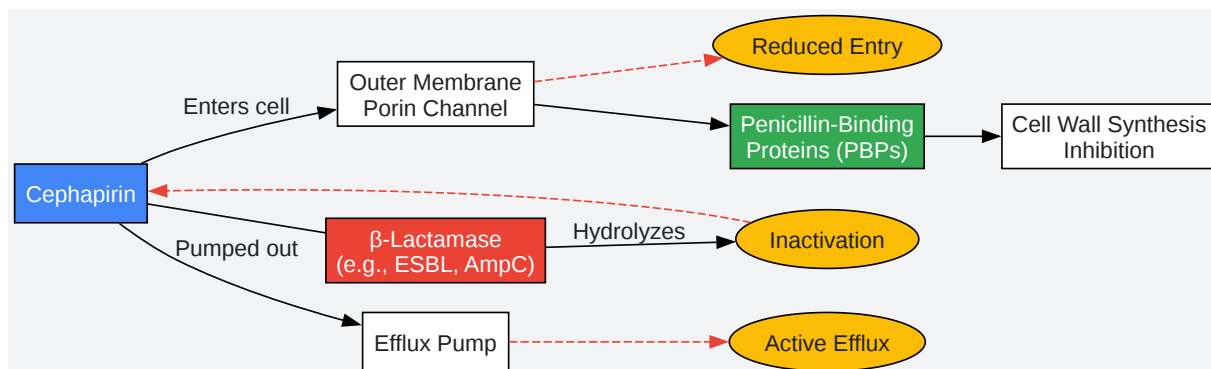 Reduced Entry
Outer Membrane
Porin Channel
Enters cell
Penicillin-Binding
Proteins (PBPs)
Cell Wall Synthesis
Inhibition
Cephapirin
Pumped out
β-Lactamase
(e.g., ESBL, AmpC)
Hydrolyzes
Inactivation
Efflux Pump
Active Efflux